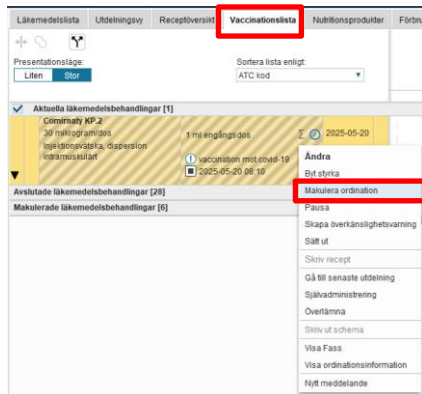 Läkemedelslista Utdelningsvy Receptöversikt Vaccinationslista Nutritionsprodukter Förbru
Presentationsläge:
Liten Stor
Sortera lista enligt:
ATC kod
Aktuella läkemedelsbehandlingar [1]
Comirnaty KP.2
30 mikrogram/dos
Injektionsvätska, dispersion
intramuskulärt
1 ml engångsdos
Σ 2025-05-20
vaccination mot covid-19
2025-05-20 08:10
Avslutade läkemedelsbehandlingar [28]
Makulerade läkemedelsbehandlingar [6]
Ändra
Byt styrka
Makulera ordination
Pausa
Skapa överkänslighetsvarning
Sätt ut
Skriv recept
Gå till senaste utdelning
Självadministrering
Överlämna
Skriv ut schema
Visa Fass
Visa ordinationsinformation
Nytt meddelande